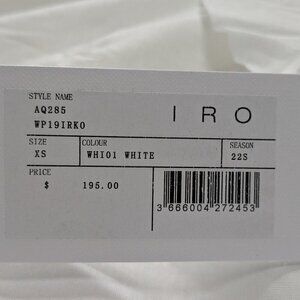 STYLE NAME
AQ285
WP19IRKO
IRO
SIZE COLOUR SEASON
XS WHI01 WHITE 22S
PRICE
$ 195.00
3 666004 272453